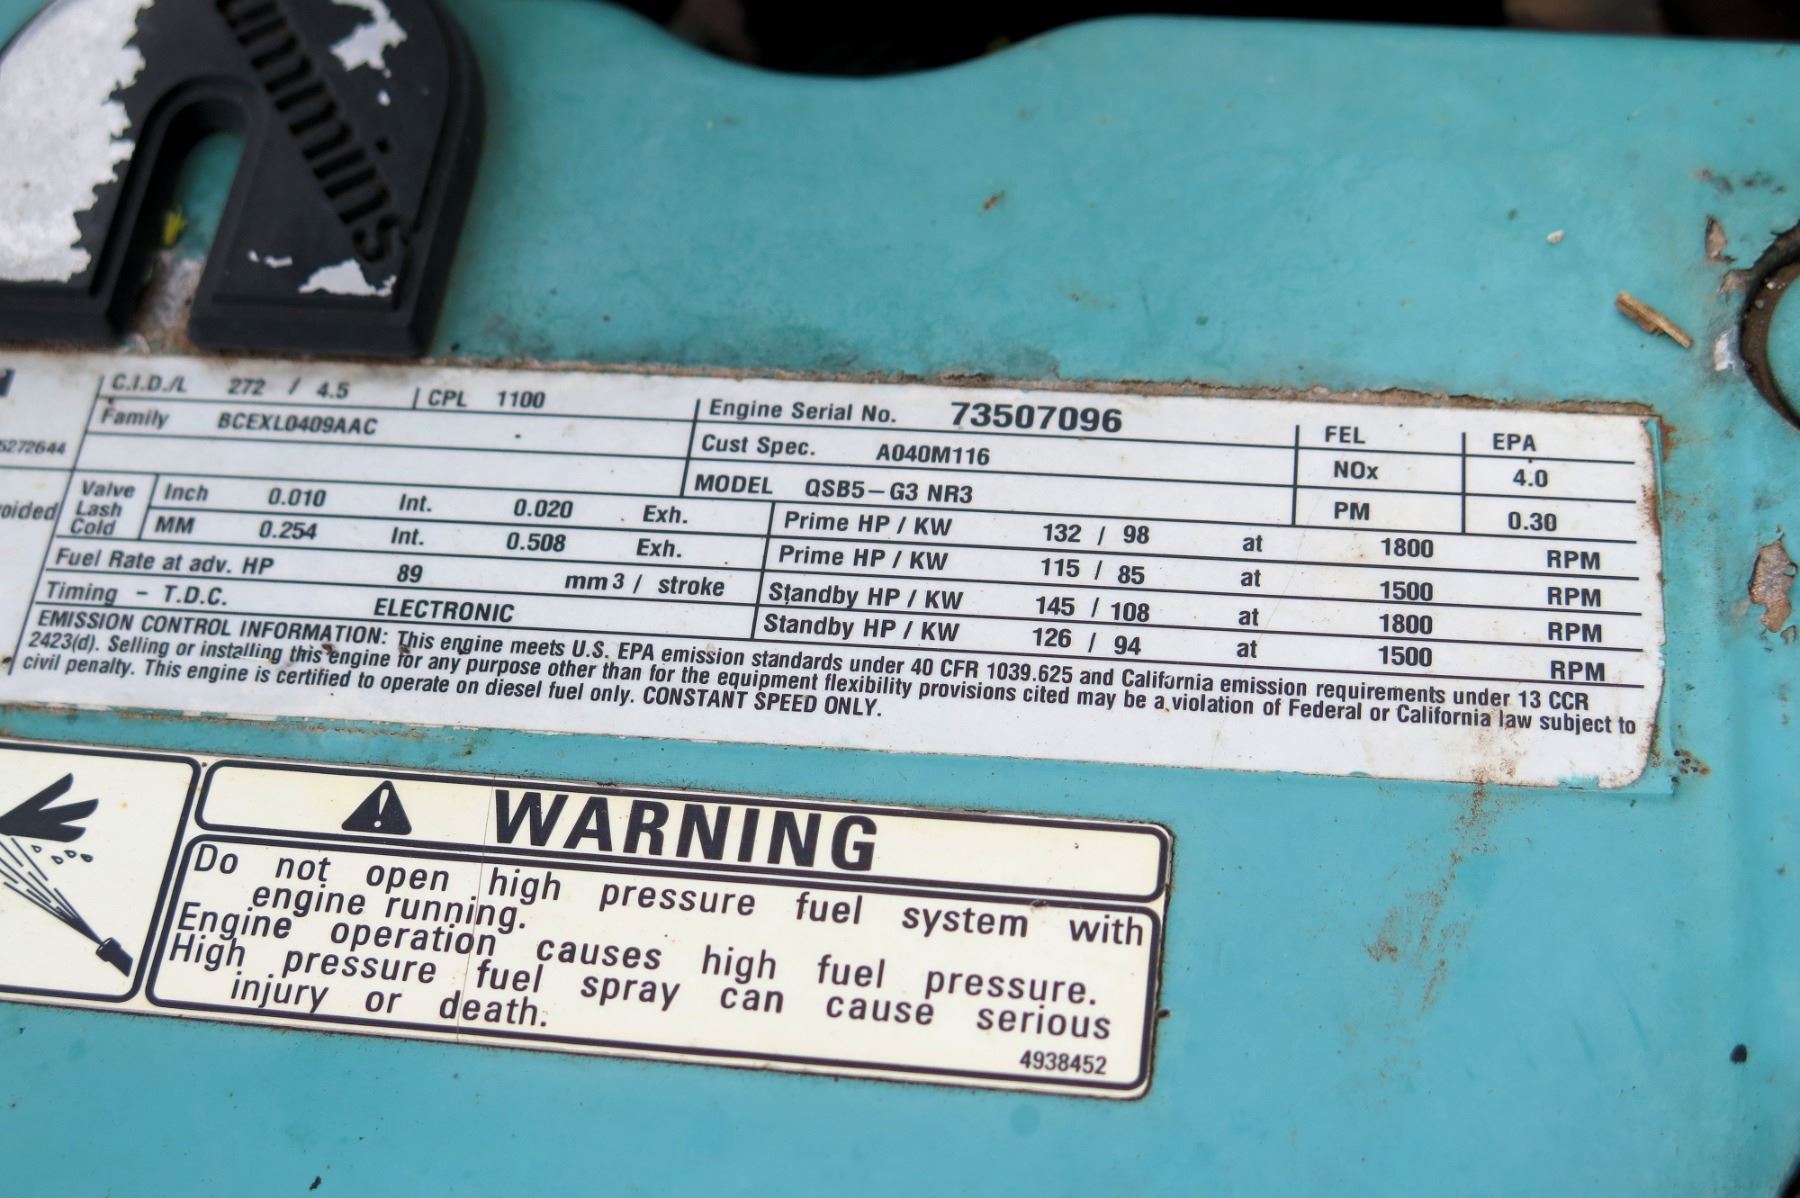 ummins
C.I.D./L 272 / 4.5 CPL 1100
Family BCEXL0409AAC
5272644
oided
Valve Lash Cold
Inch 0.010 Int. 0.020 Exh.
MM 0.254 Int. 0.508 Exh.
Fuel Rate at adv. HP 89 mm3 / stroke
Timing - T.D.C. ELECTRONIC
Engine Serial No. 73507096
Cust Spec. A040M116
MODEL QSB5-G3 NR3
FEL EPA
NOx 4.0
PM 0.30
Prime HP / KW 132 / 98 at 1800 RPM
Prime HP / KW 115 / 85 at 1500 RPM
Standby HP / KW 145 / 108 at 1800 RPM
Standby HP / KW 126 / 94 at 1500 RPM
EMISSION CONTROL INFORMATION: This engine meets U.S. EPA emission standards under 40 CFR 1039.625 and California emission requirements under 13 CCR
2423(d). Selling or installing this engine for any purpose other than for the equipment flexibility provisions cited may be a violation of Federal or California law subject to
civil penalty. This engine is certified to operate on diesel fuel only. CONSTANT SPEED ONLY.
WARNING
Do not open high pressure fuel system with
engine running.
Engine operation causes high fuel pressure.
High pressure fuel spray can cause serious
injury or death.
4938452